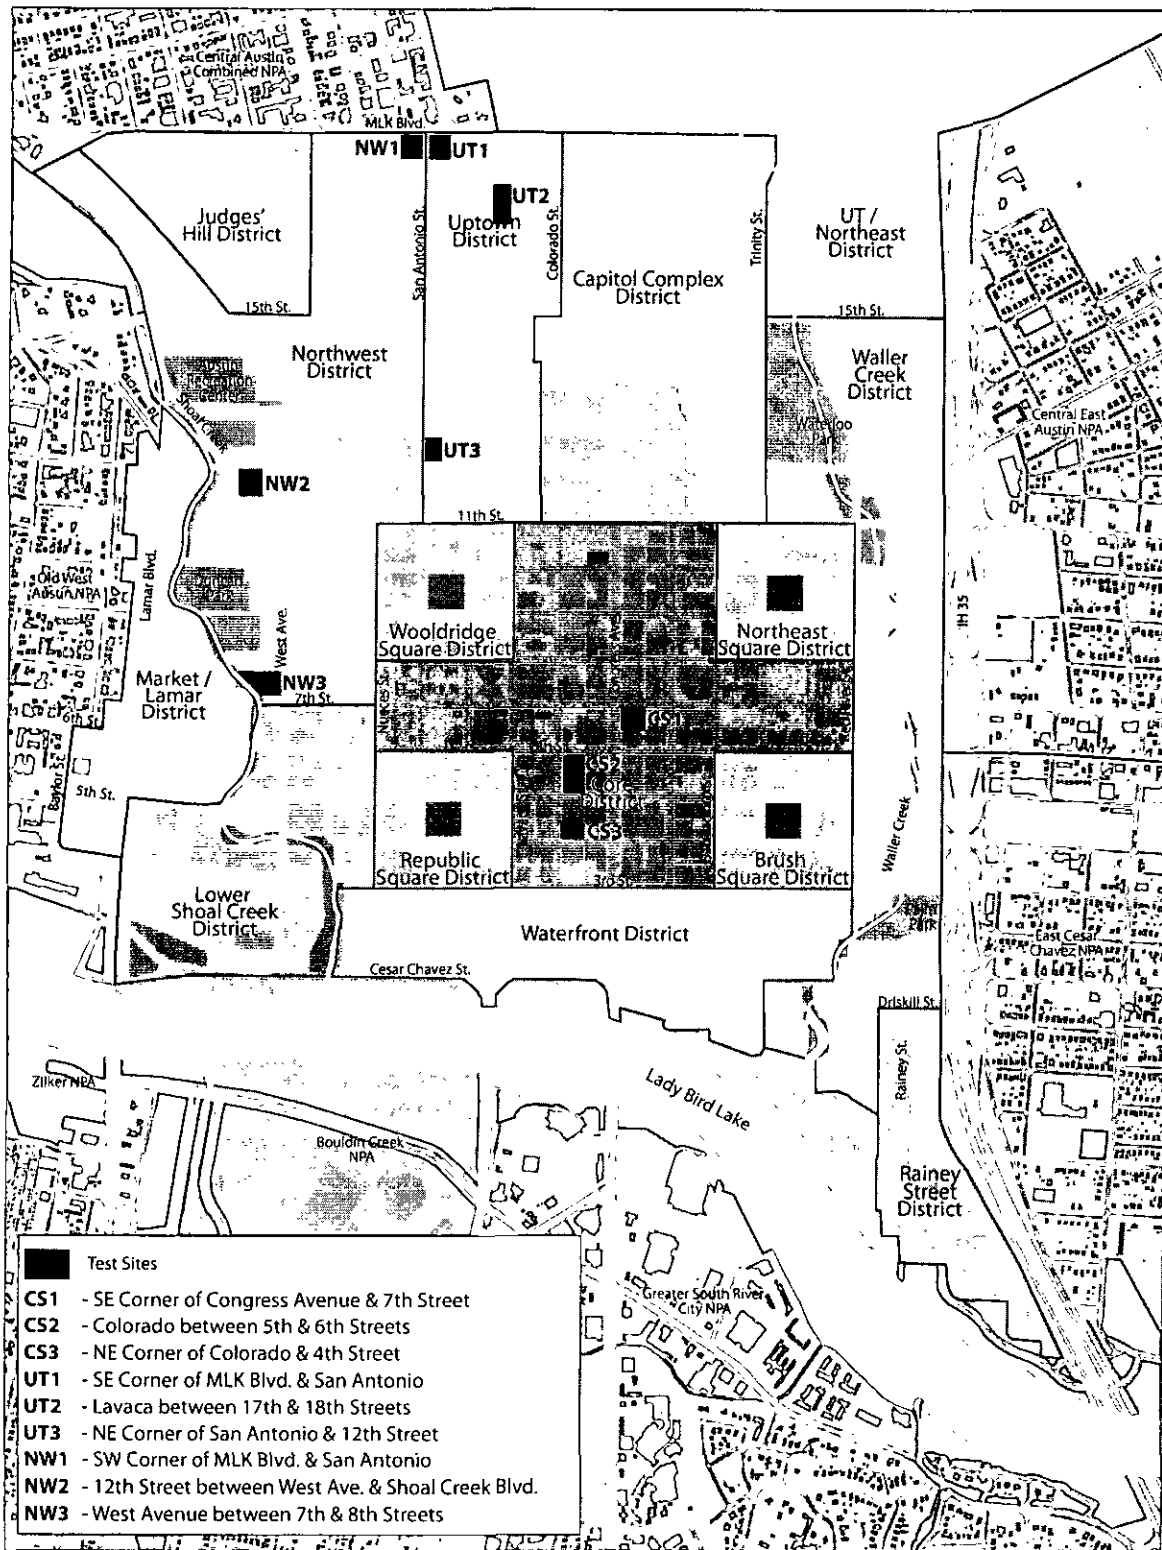 Central Austin
Combined NPA
MLK Blvd.
NW1
UT1
UT2
Judges'
Hill District
San Antonio St.
Uptown
District
Colorado St.
Trinity St.
UT /
Northeast
District
Capitol Complex
District
15th St.
15th St.
Northwest
District
Waller
Creek
District
Austin
Recreation
Center
Shoal Creek
Waterloo
Park
Central East
Austin NPA
UT3
NW2
11th St.
Old West
Austin NPA
Lamar Blvd.
Duncan
Park
IH 35
Wooldridge
Square District
Northeast
Square District
West Ave.
NW3
7th St.
Market /
Lamar
District
6th St.
CS1
CS2
Core
District
Baylor St.
5th St.
CS3
Waller Creek
Republic
Square District
3rd St.
Brush
Square District
Lower
Shoal Creek
District
Palm
Park
Waterfront District
East Cesar
Chavez NPA
Cesar Chavez St.
Driskill St.
Rainey St.
Zilker NPA
Lady Bird Lake
Bouldin Creek
NPA
Rainey
Street
District
Greater South River
City NPA
Test Sites
CS1 - SE Corner of Congress Avenue & 7th Street
CS2 - Colorado between 5th & 6th Streets
CS3 - NE Corner of Colorado & 4th Street
UT1 - SE Corner of MLK Blvd. & San Antonio
UT2 - Lavaca between 17th & 18th Streets
UT3 - NE Corner of San Antonio & 12th Street
NW1 - SW Corner of MLK Blvd. & San Antonio
NW2 - 12th Street between West Ave. & Shoal Creek Blvd.
NW3 - West Avenue between 7th & 8th Streets